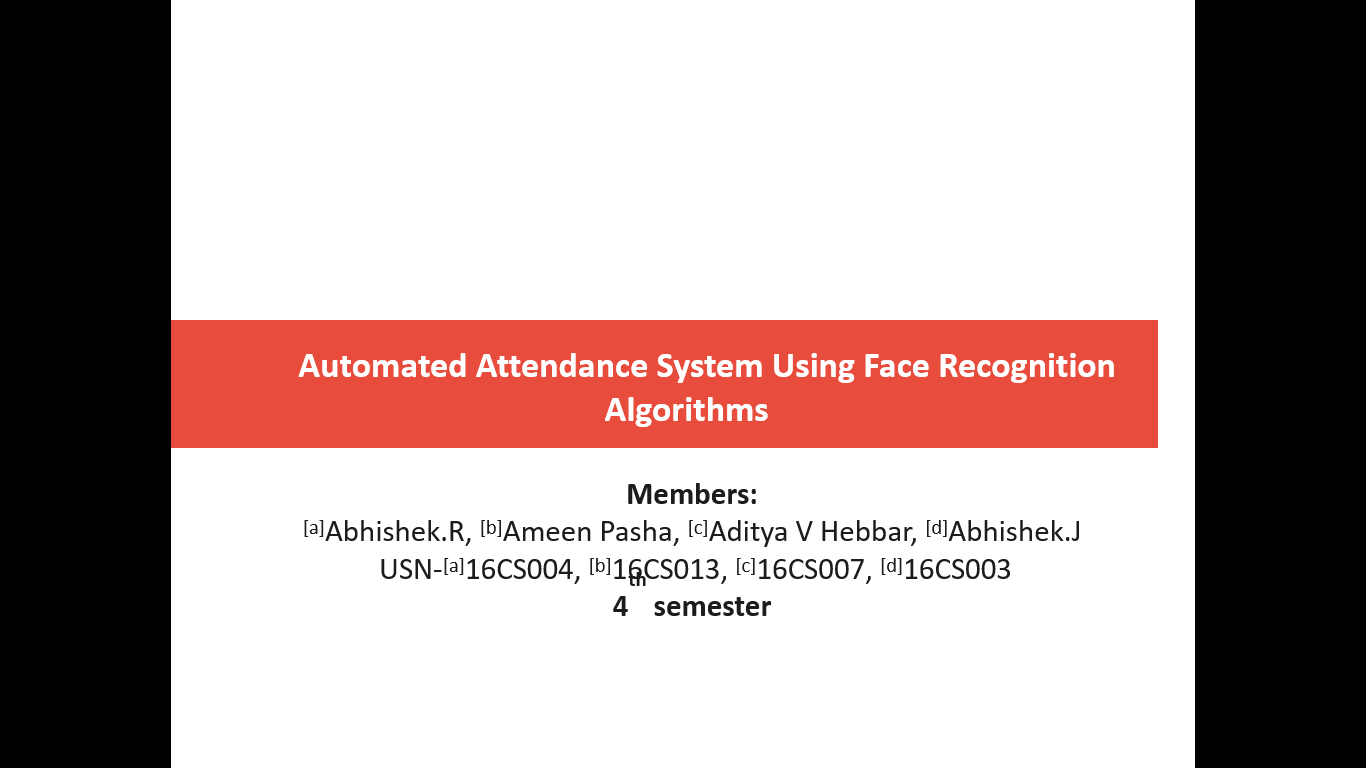 Automated Attendance System Using Face Recognition
Algorithms
Members:
[a]Abhishek.R, [b]Ameen Pasha, [c]Aditya V Hebbar, [d]Abhishek.J
USN-[a]16CS004, [b]16CS013, [c]16CS007, [d]16CS003
4th semester